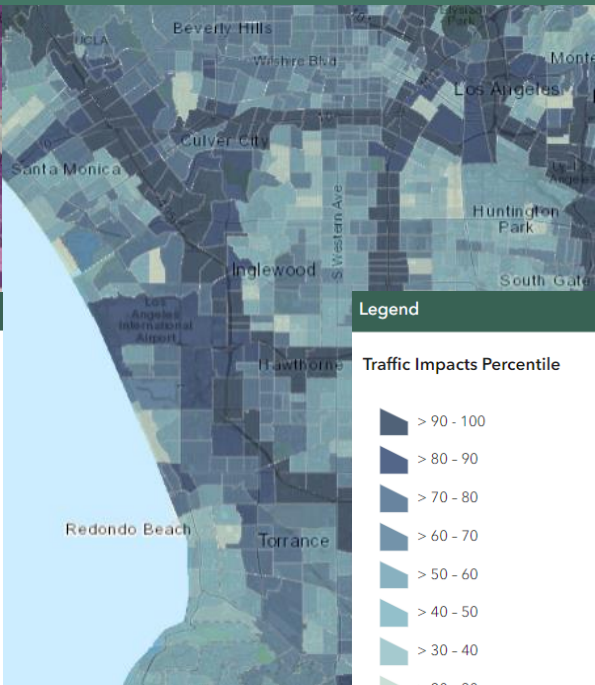 Elysian
Park
Beverly Hills
UCLA
Wilshire Blvd
Monte
Los Angeles
Culver City
Santa Monica
Huntington
Park
S Western Ave
Inglewood
South Gate
Los
Angeles
International
Airport
Legend
Hawthorne
Traffic Impacts Percentile
> 90 - 100
> 80 - 90
> 70 - 80
> 60 - 70
> 50 - 60
> 40 - 50
> 30 - 40
Redondo Beach
Torrance